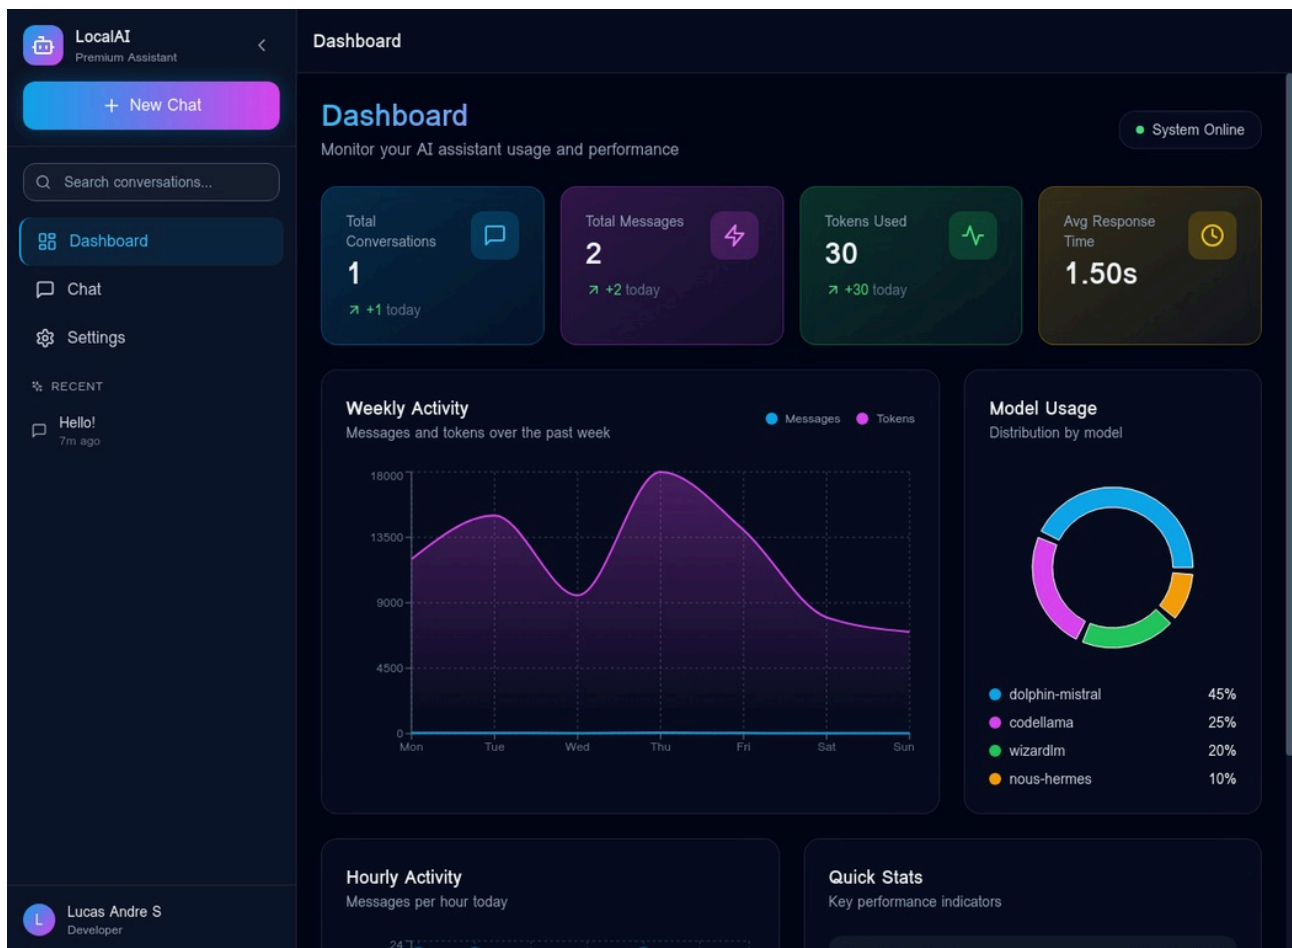 LocalAI
Premium Assistant
New Chat
Search conversations...
Dashboard
Chat
Settings
RECENT
Hello!
7m ago
Lucas Andre S
Developer
L
Dashboard
Dashboard
Monitor your AI assistant usage and performance
System Online
Total
Conversations
1
+1 today
Total Messages
2
+2 today
Tokens Used
30
+30 today
Avg Response
Time
1.50s
Weekly Activity
Messages and tokens over the past week
Messages
Tokens
18000
13500
9000
4500
0
Mon
Tue
Wed
Thu
Fri
Sat
Sun
Model Usage
Distribution by model
dolphin-mistral 45%
codellama 25%
wizardlm 20%
nous-hermes 10%
Hourly Activity
Messages per hour today
24
Quick Stats
Key performance indicators